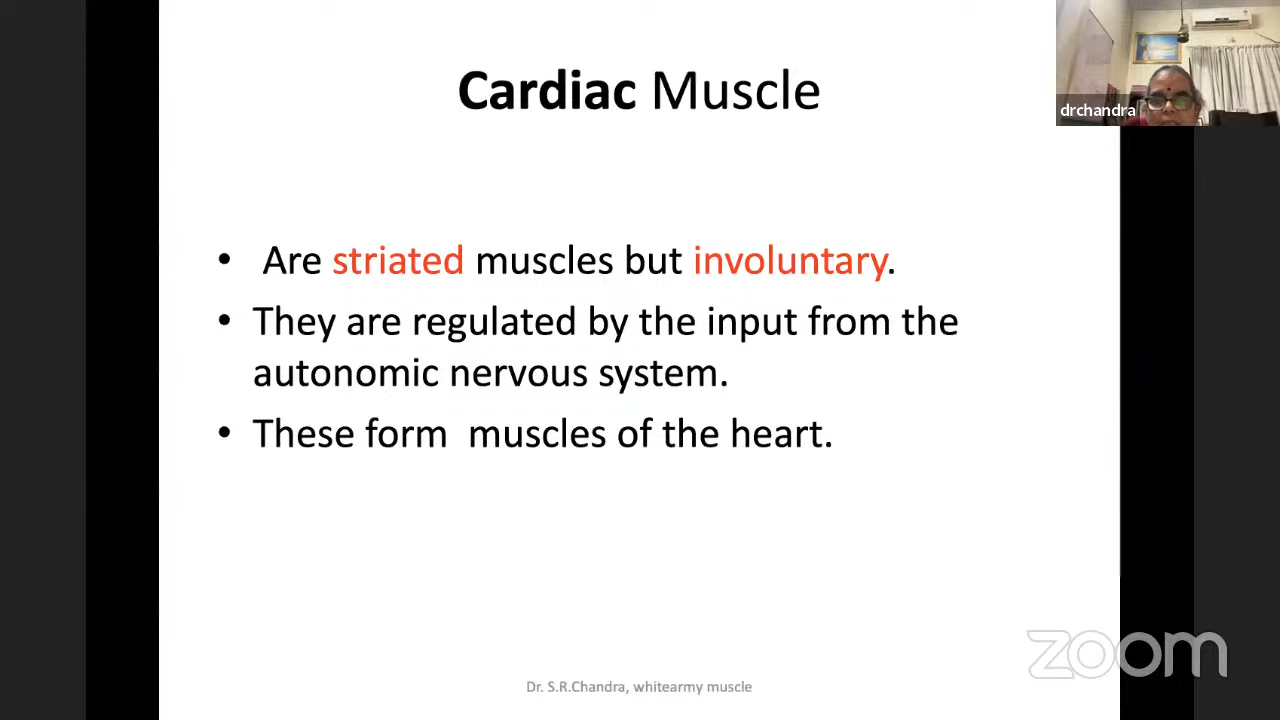 Cardiac Muscle
drchandra
• Are striated muscles but involuntary.
• They are regulated by the input from the
autonomic nervous system.
• These form muscles of the heart.
zoom
Dr. S.R.Chandra, whitearmy muscle